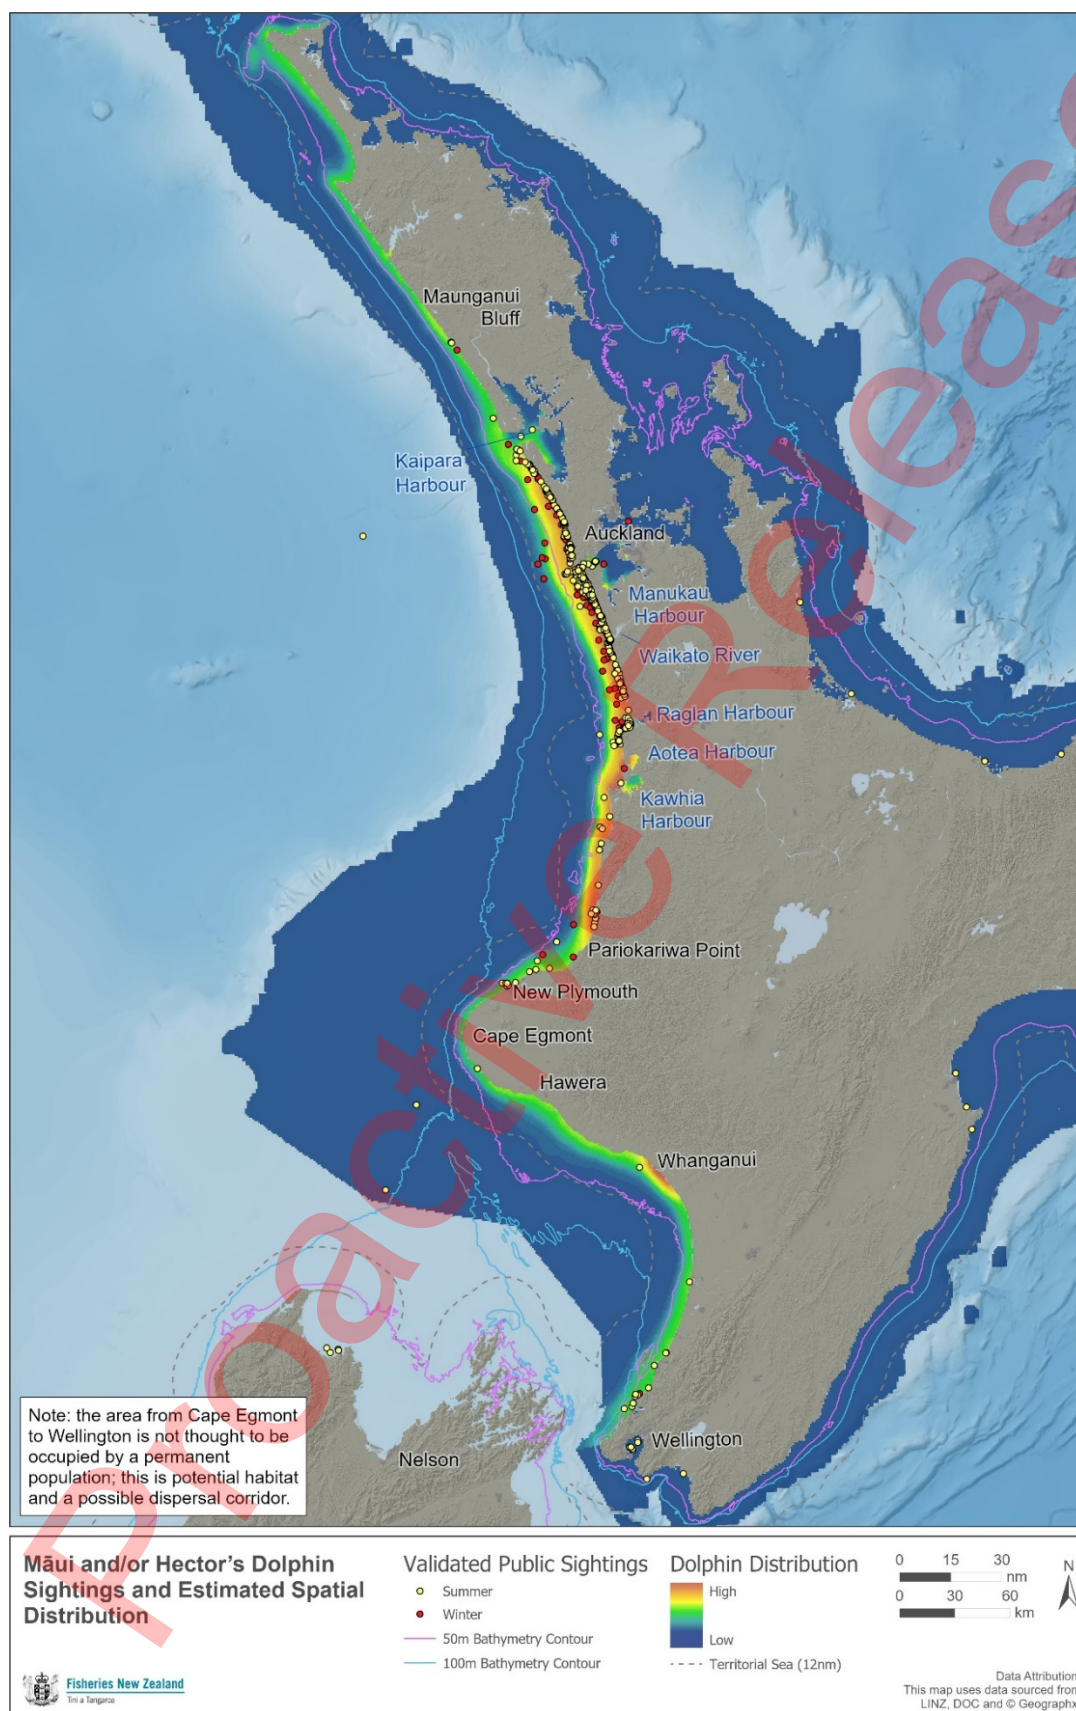 Maunganui
Bluff
Kaipara
Harbour
Auckland
Manukau
Harbour
Waikato River
Raglan Harbour
Aotea Harbour
Kawhia
Harbour
Pariokariwa Point
New Plymouth
Cape Egmont
Hawera
Whanganui
Wellington
Nelson
Note: the area from Cape Egmont
to Wellington is not thought to be
occupied by a permanent
population; this is potential habitat
and a possible dispersal corridor.
Proactive Releas
Māui and/or Hector's Dolphin
Sightings and Estimated Spatial
Distribution
Fisheries New Zealand
Tini a Tangaroa
Validated Public Sightings
Summer
Winter
50m Bathymetry Contour
100m Bathymetry Contour
Dolphin Distribution
High
Low
Territorial Sea (12nm)
0 15 30
nm
0 30 60
km
N
Data Attribution
This map uses data sourced from
LINZ, DOC and © Geographx